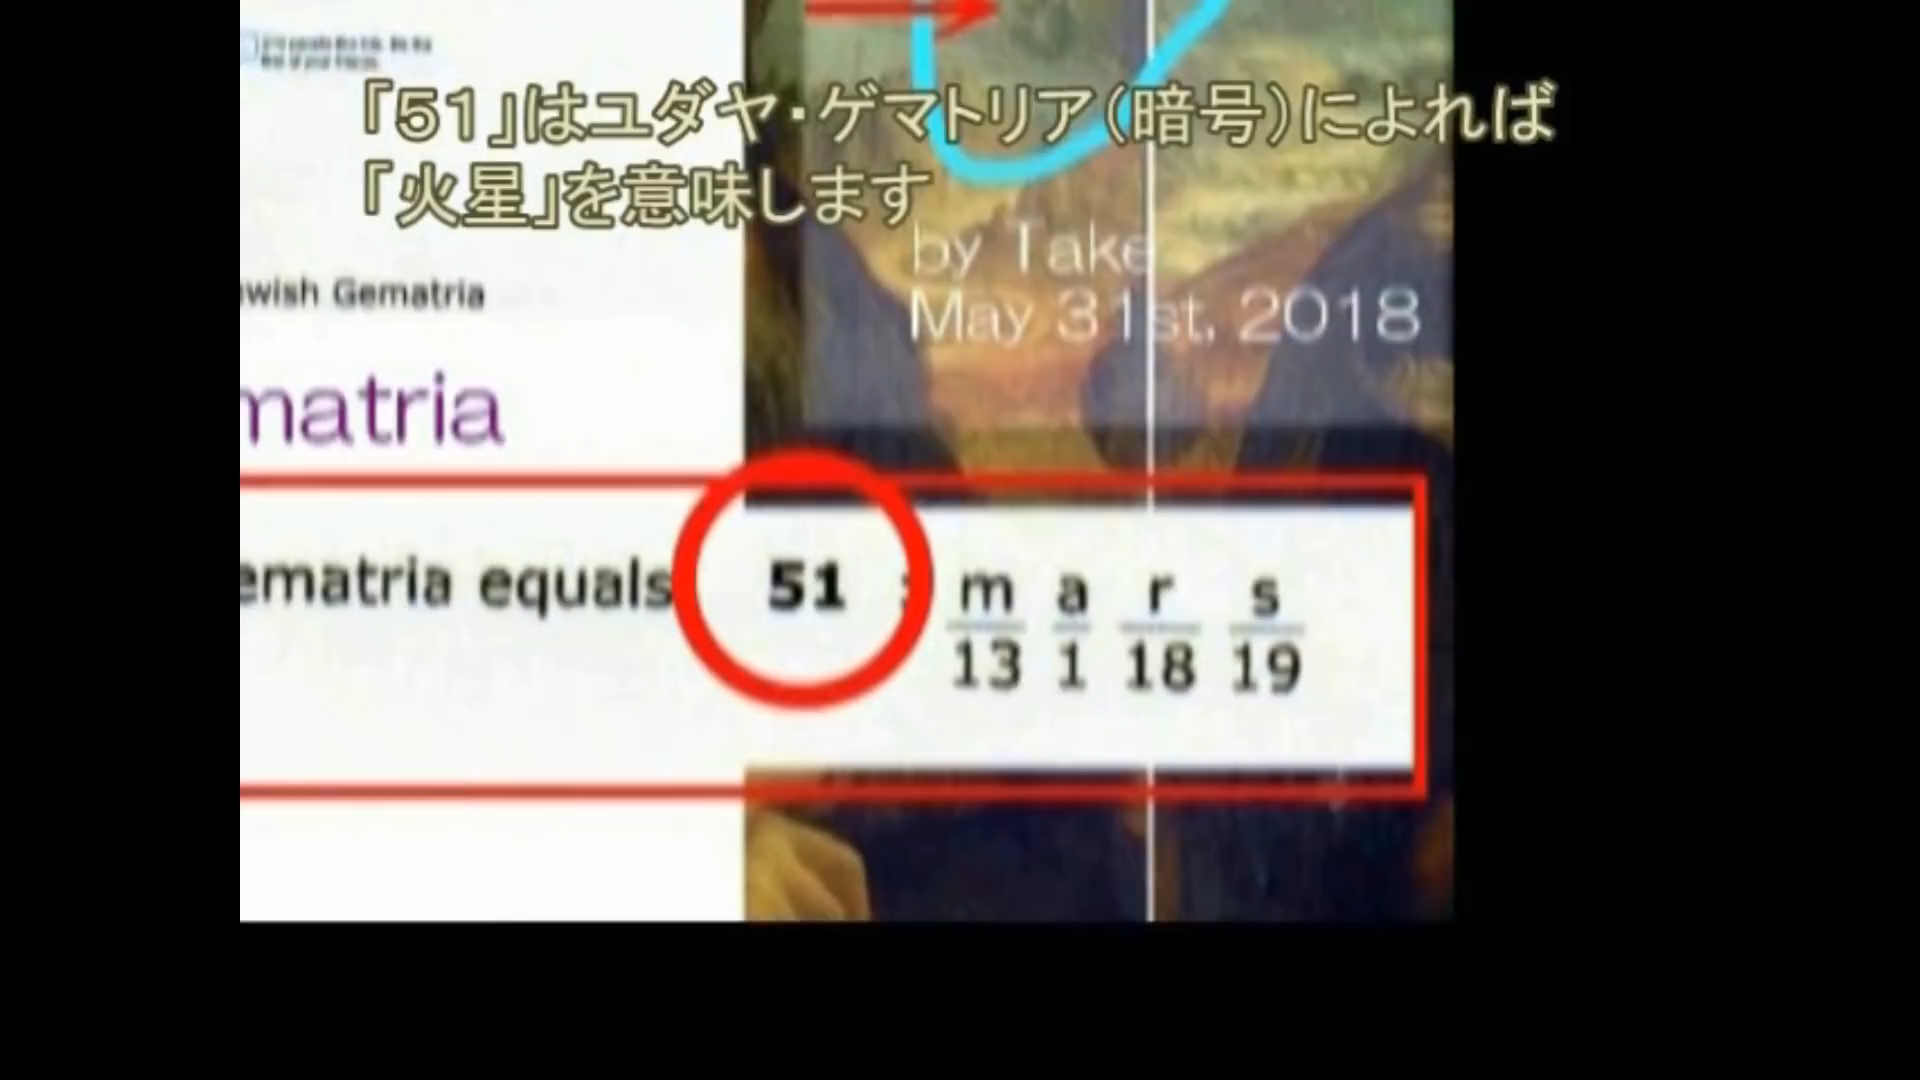 「51」はユダヤ・ゲマトリア(暗号)によれば
「火星」を意味します
by Take
May 31st, 2018
wish Gematria
matria
ematria equals 51 : m a r s
13 1 18 19